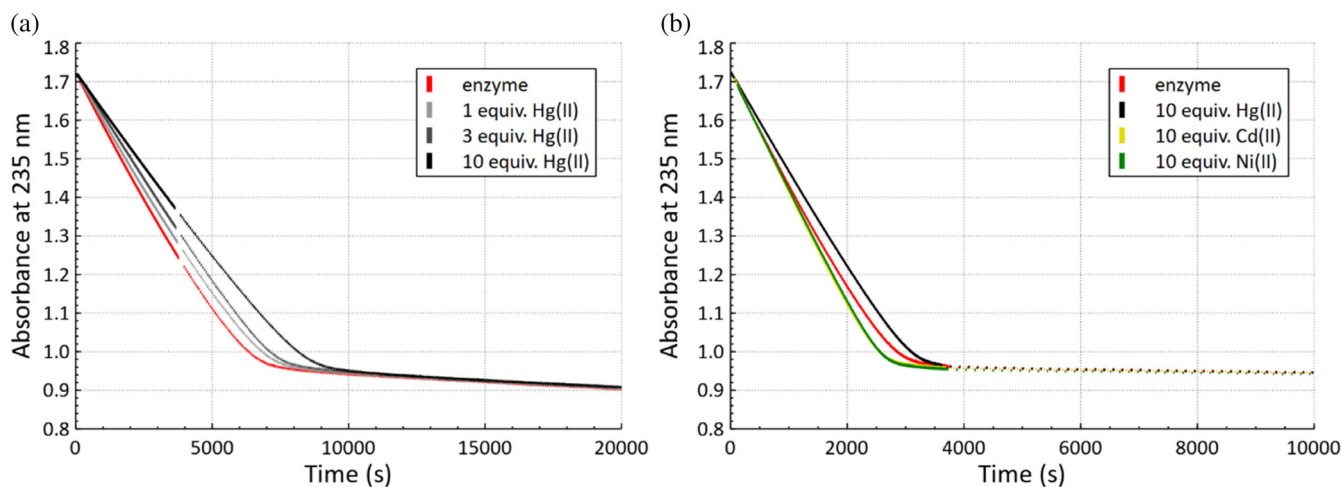 (a)
1.8
1.7
1.6
1.5
1.4
1.3
1.2
1.1
1.0
0.9
0.8
Absorbance at 235 nm
enzyme
1 equiv. Hg(II)
3 equiv. Hg(II)
10 equiv. Hg(II)
0 5000 10000 15000 20000
Time (s)
(b)
1.8
1.7
1.6
1.5
1.4
1.3
1.2
1.1
1.0
0.9
0.8
Absorbance at 235 nm
enzyme
10 equiv. Hg(II)
10 equiv. Cd(II)
10 equiv. Ni(II)
0 2000 4000 6000 8000 10000
Time (s)